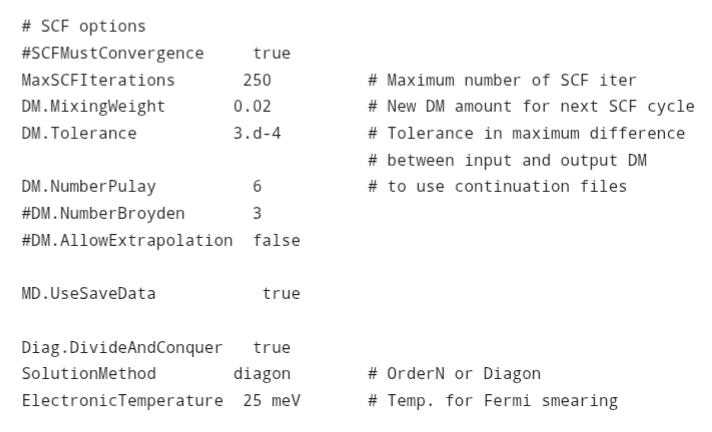 # SCF options
#SCFMustConvergence     true
MaxSCFIterations       250          # Maximum number of SCF iter
DM.MixingWeight       0.02          # New DM amount for next SCF cycle
DM.Tolerance          3.d-4         # Tolerance in maximum difference
                                    # between input and output DM
DM.NumberPulay          6           # to use continuation files
#DM.NumberBroyden       3
#DM.AllowExtrapolation  false
MD.UseSaveData           true
Diag.DivideAndConquer   true
SolutionMethod        diagon        # OrderN or Diagon
ElectronicTemperature  25 meV       # Temp. for Fermi smearing